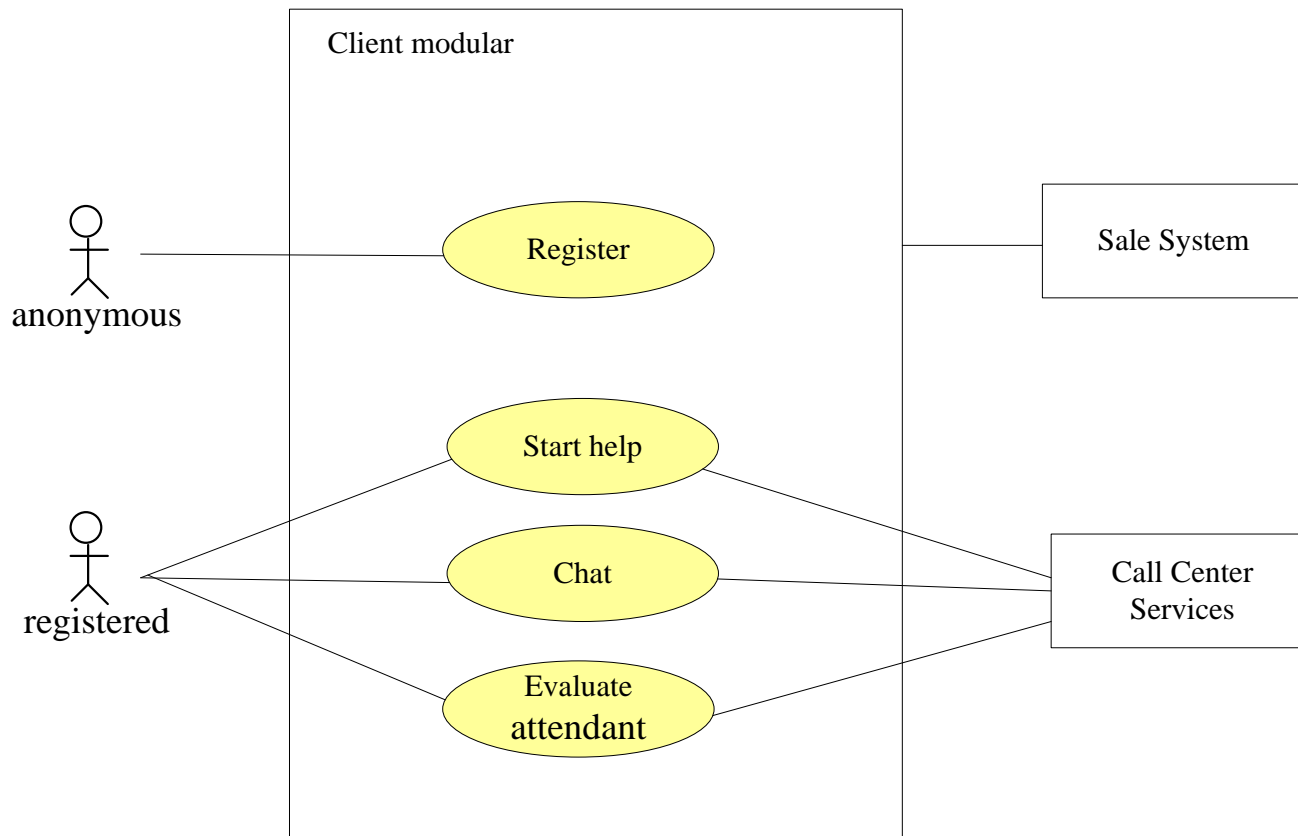 Client modular
anonymous
Register
Sale System
registered
Start help
Chat
Evaluate
attendant
Call Center
Services